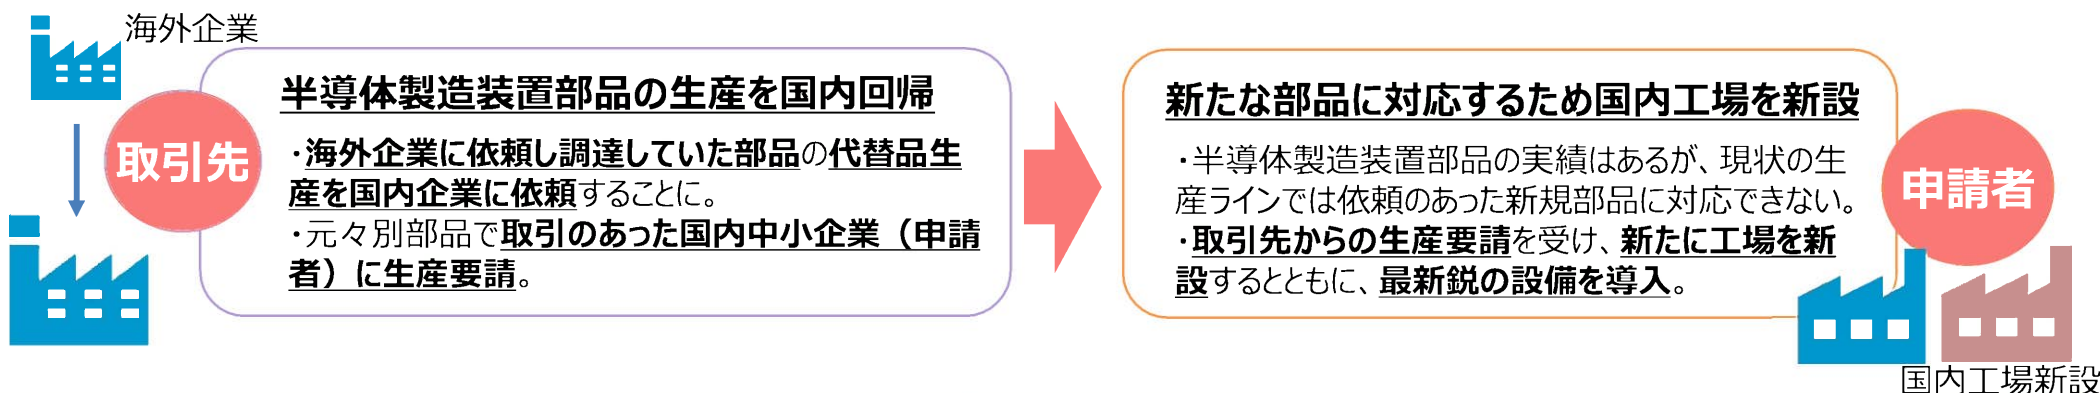 海外企業
取引先
半導体製造装置部品の生産を国内回帰
・海外企業に依頼し調達していた部品の代替品生
産を国内企業に依頼することに。
・元々別部品で取引のあった国内中小企業（申請
者）に生産要請。
新たな部品に対応するため国内工場を新設
・半導体製造装置部品の実績はあるが、現状の生
産ラインでは依頼のあった新規部品に対応できない。
・取引先からの生産要請を受け、新たに工場を新
設するとともに、最新鋭の設備を導入。
申請者
国内工場新設